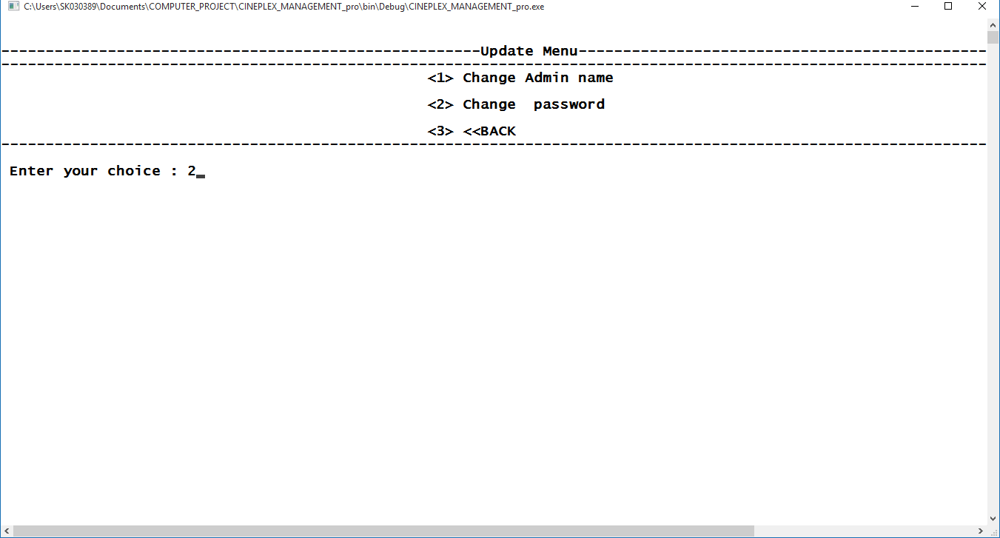 C:\Users\SK030389\Documents\COMPUTER_PROJECT\CINEPLEX_MANAGEMENT_pro\bin\Debug\CINEPLEX_MANAGEMENT_pro.exe
------------------------------------------------------Update Menu----------------------------------------------
---------------------------------------------------------------------------------------------------------------
<1> Change Admin name
<2> Change  password
<3> <<BACK
---------------------------------------------------------------------------------------------------------------
Enter your choice : 2_